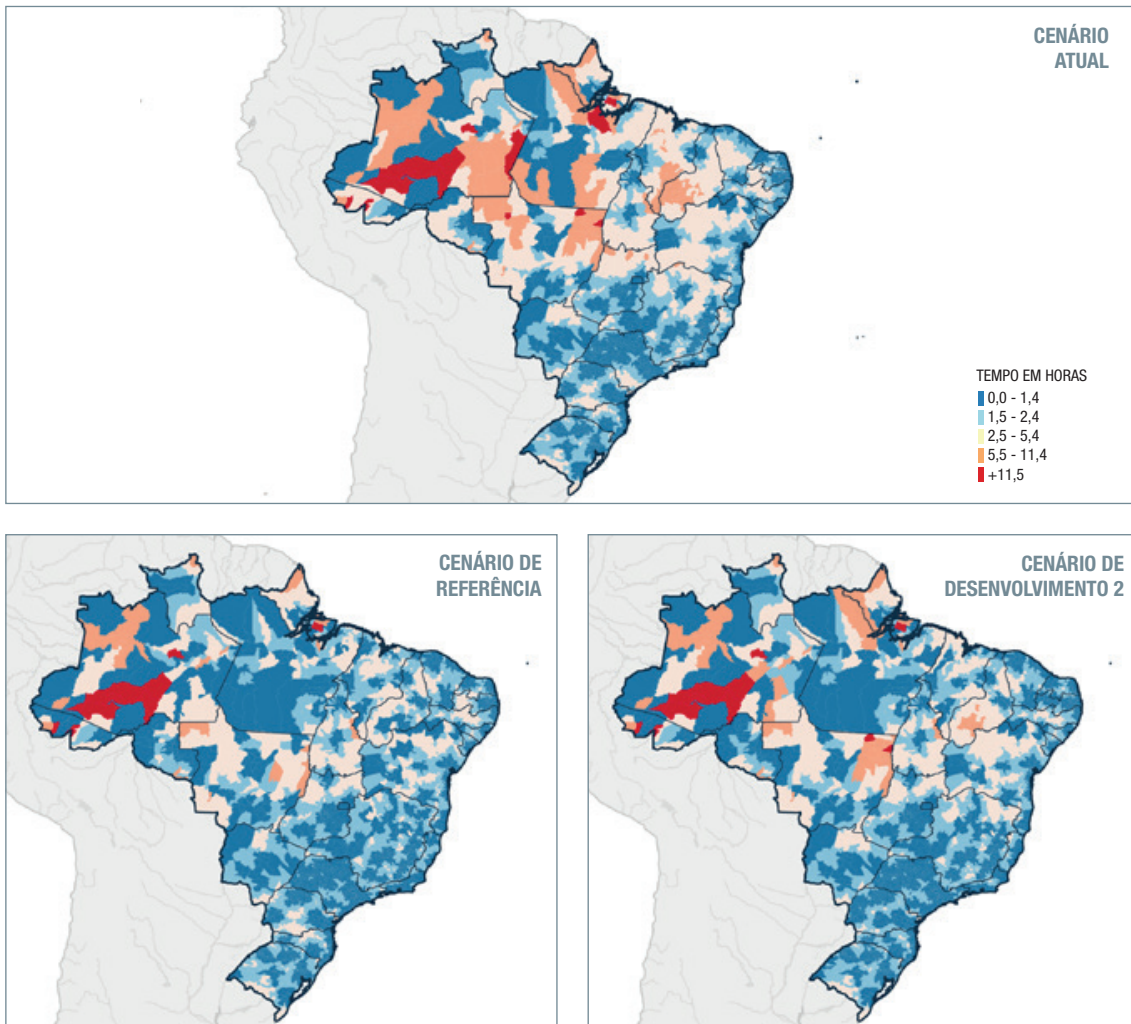 CENÁRIO
ATUAL
TEMPO EM HORAS
0,0 - 1,4
1,5 - 2,4
2,5 - 5,4
5,5 - 11,4
+11,5
CENÁRIO DE
REFERÊNCIA
CENÁRIO DE
DESENVOLVIMENTO 2